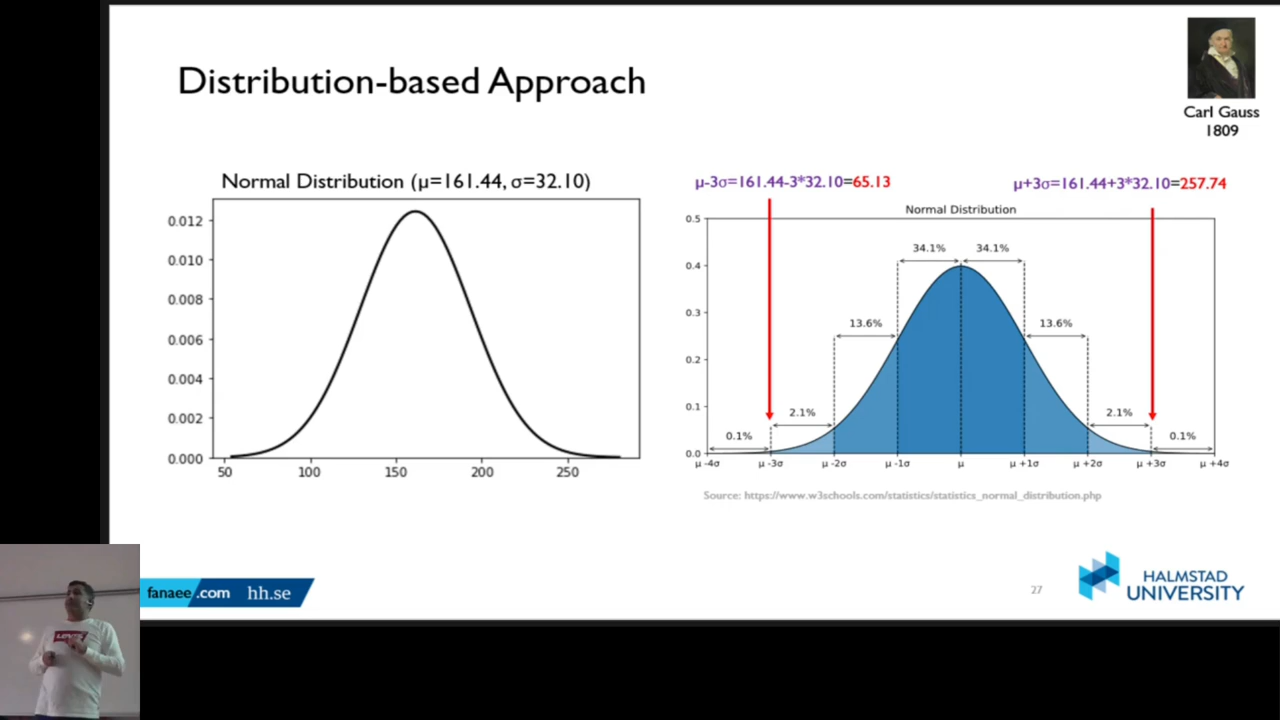 Distribution-based Approach
Carl Gauss
1809
Normal Distribution (μ=161.44, σ=32.10)
0.012
0.010
0.008
0.006
0.004
0.002
0.000
50 100 150 200 250
μ-3σ=161.44-3*32.10=65.13
μ+3σ=161.44+3*32.10=257.74
Normal Distribution
0.5
0.4
0.3
0.2
0.1
0.0
34.1% 34.1%
13.6% 13.6%
2.1% 2.1%
0.1% 0.1%
μ -4σ μ -3σ μ -2σ μ -1σ μ μ +1σ μ +2σ μ +3σ μ +4σ
Source: https://www.w3schools.com/statistics/statistics_normal_distribution.php
LEVI'S
fanaee.com hh.se
27
HALMSTAD
UNIVERSITY